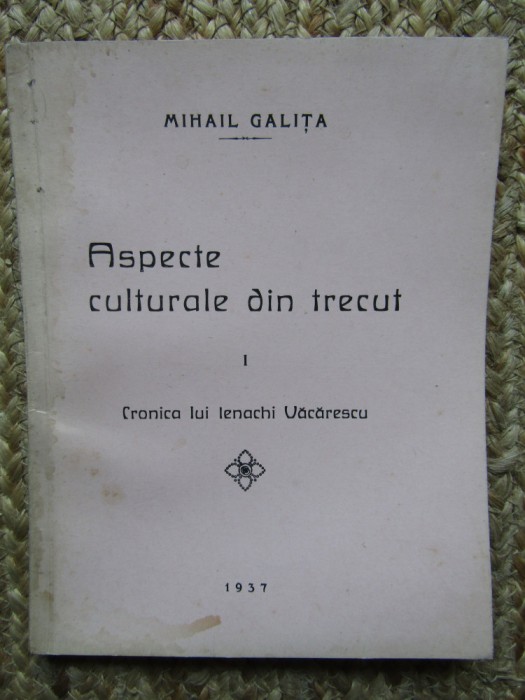 MIHAIL GALIȚA
Aspecte
culturale din trecut
I
Cronica lui Ienachi Văcărescu
1937